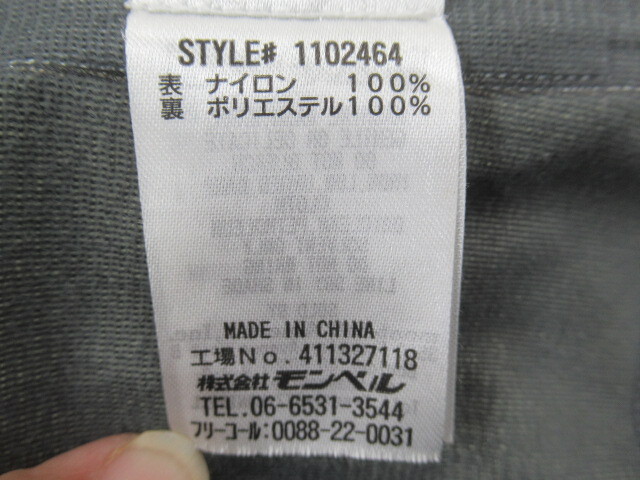 STYLE# 1102464
表 ナイロン 100%
裏 ポリエステル100%
MADE IN CHINA
工場No.411327118
株式会社 モンベル
TEL.06-6531-3544
フリーコール:0088-22-0031